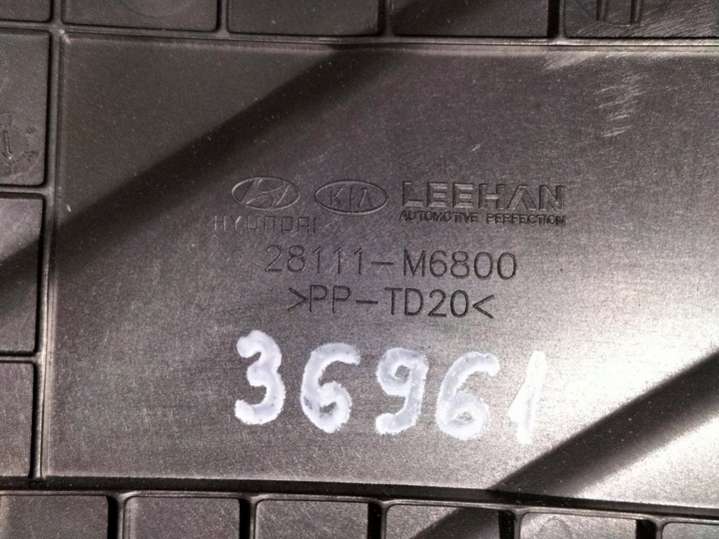 KIA LEEHAN
HYUNDAI AUTOMOTIVE PERFECTION
28111-M6800
>PP-TD20<
36961